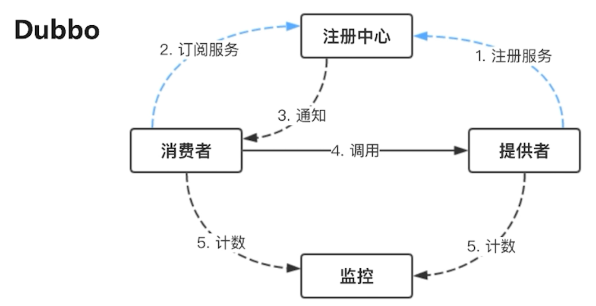 Dubbo
注册中心
2. 订阅服务
1. 注册服务
3. 通知
消费者
4. 调用
提供者
5. 计数
5. 计数
监控